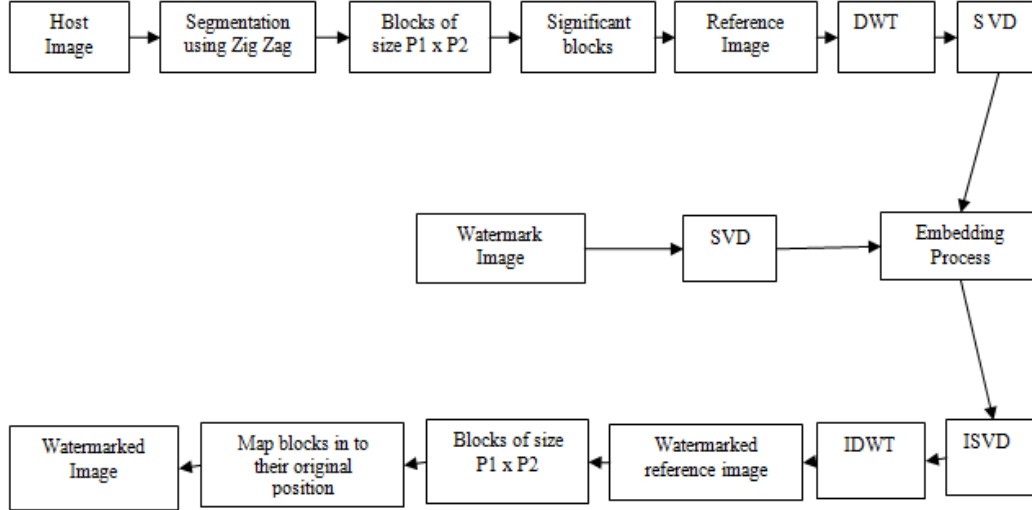 Host
Image
Segmentation
using Zig Zag
Blocks of
size P1 x P2
Significant
blocks
Reference
Image
DWT
S VD
Watermark
Image
SVD
Embedding
Process
ISVD
IDWT
Watermarked
reference image
Blocks of size
P1 x P2
Map blocks in to
their original
position
Watermarked
Image